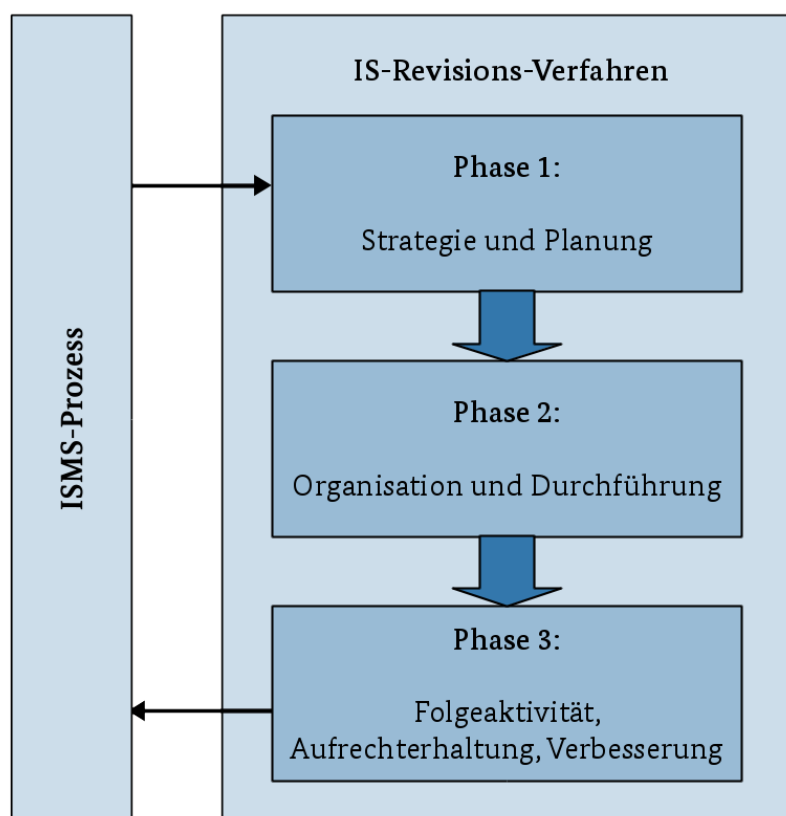 ISMS-Prozess
IS-Revisions-Verfahren
Phase 1:
Strategie und Planung
Phase 2:
Organisation und Durchführung
Phase 3:
Folgeaktivität,
Aufrechterhaltung, Verbesserung